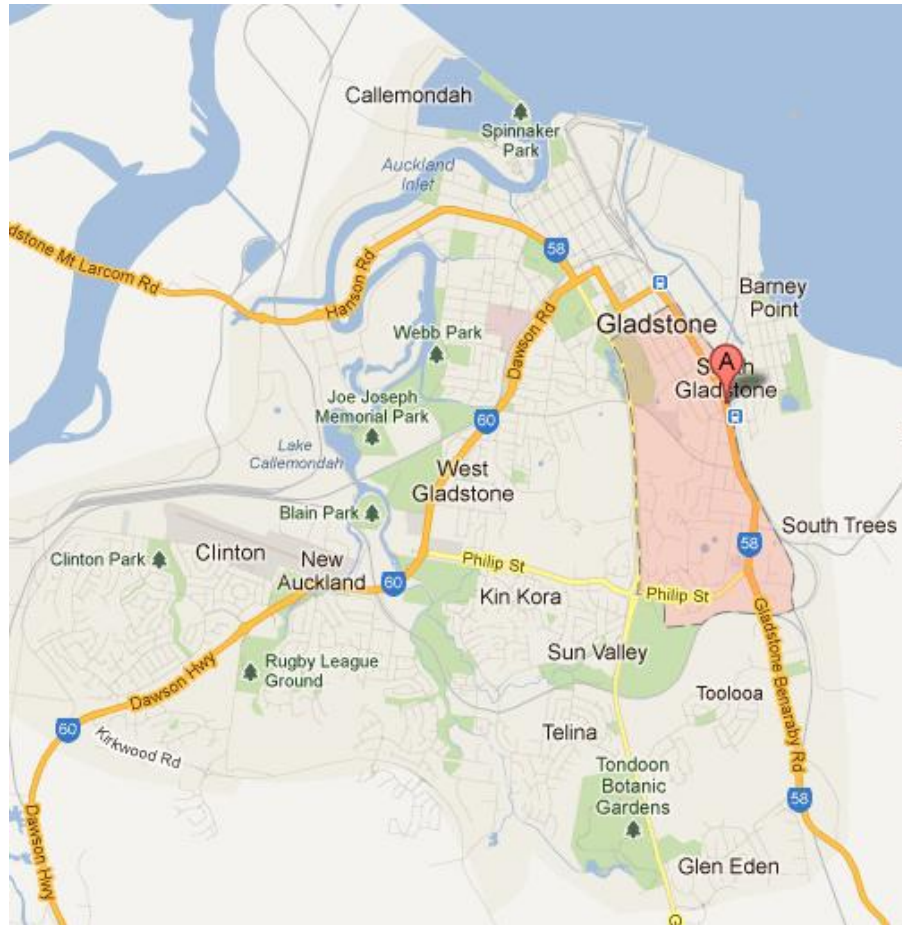 Callemondah
Spinnaker
Park
Auckland
Inlet
58
dstone Mt Larcom Rd
Hanson Rd
Barney
Point
Gladstone
Webb Park
Dawson Rd
A
South
Gladstone
Joe Joseph
Memorial Park
60
Lake
Callemondah
West
Gladstone
Blain Park
South Trees
58
Clinton Park
Clinton
New
Auckland
Philip St
60
Kin Kora
Philip St
Gladstone Benaraby Rd
Sun Valley
Rugby League
Ground
Dawson Hwy
Toolooa
60
Kirkwood Rd
Telina
Tondoon
Botanic
Gardens
58
Dawson Hwy
Glen Eden
G